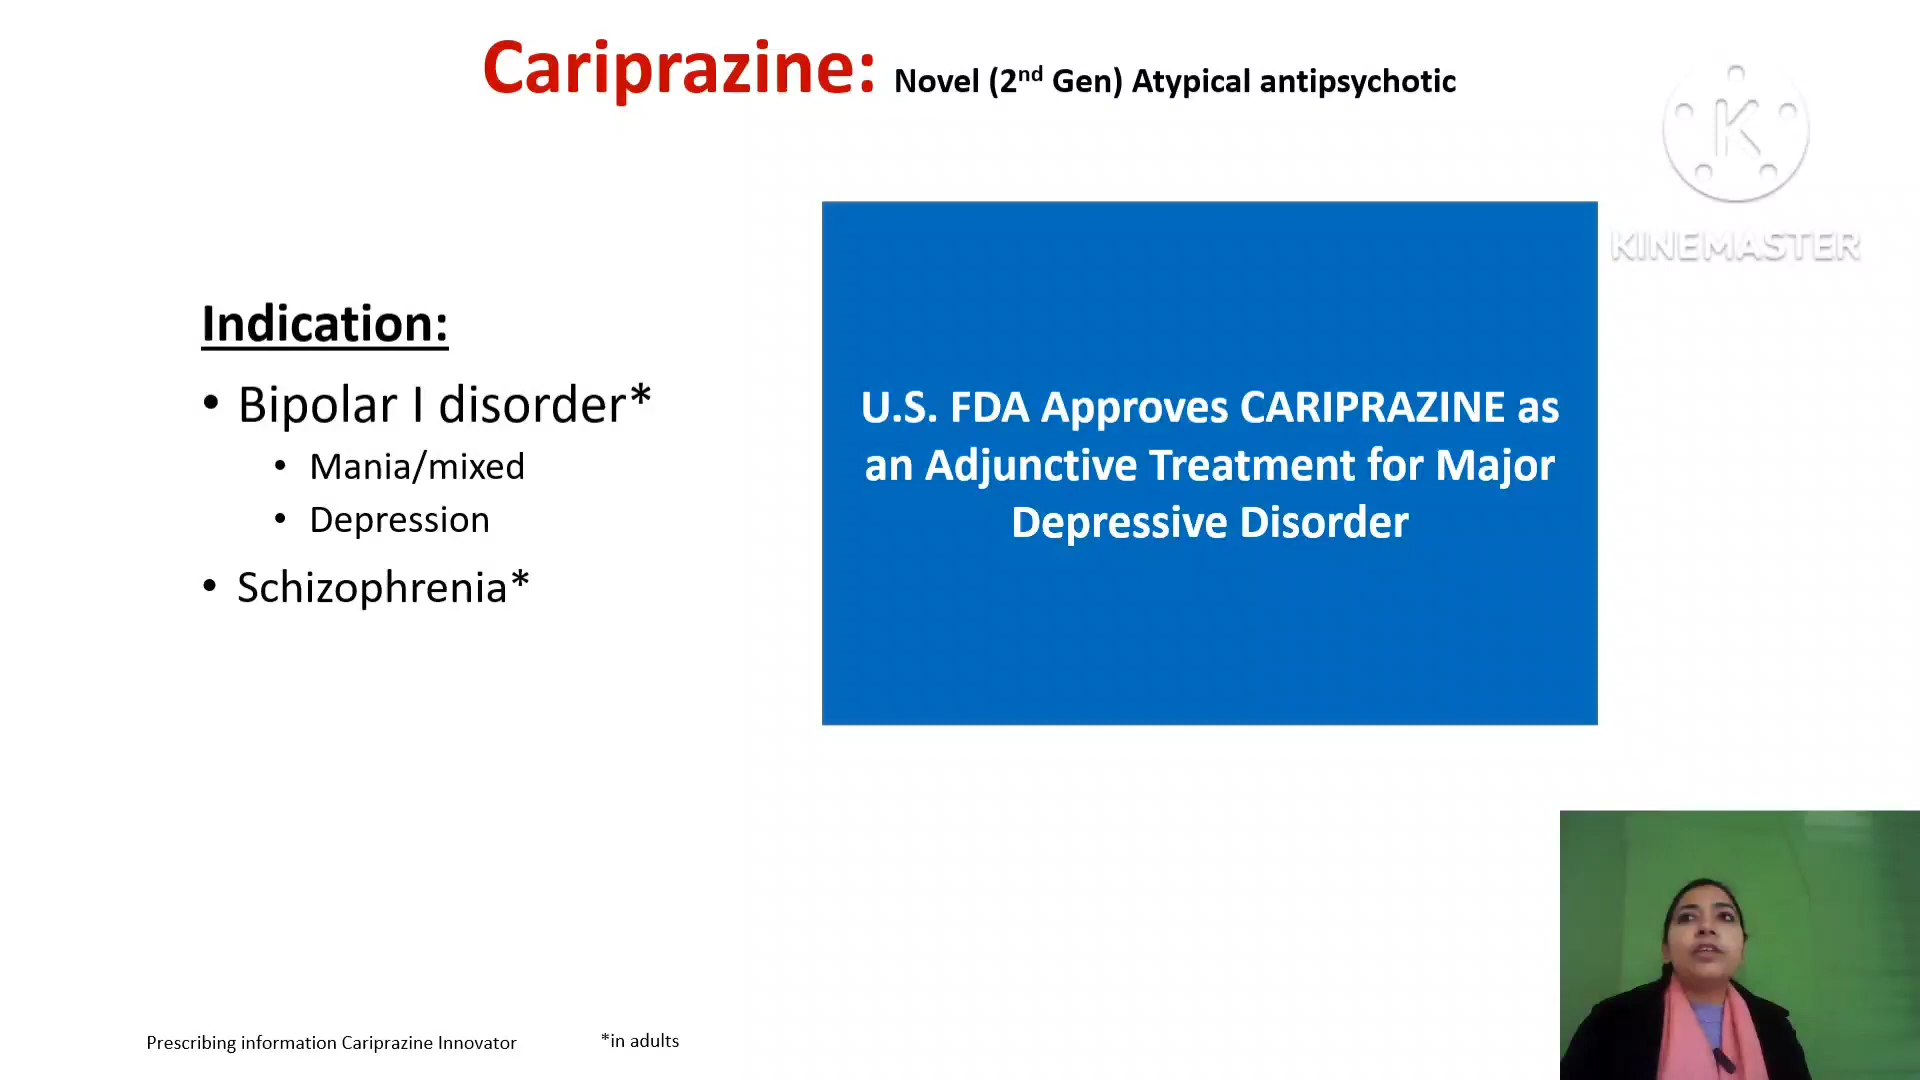 Cariprazine: Novel (2nd Gen) Atypical antipsychotic
K
KINEMASTER
Indication:
• Bipolar I disorder*
• Mania/mixed
• Depression
• Schizophrenia*
U.S. FDA Approves CARIPRAZINE as
an Adjunctive Treatment for Major
Depressive Disorder
Prescribing information Cariprazine Innovator
*in adults